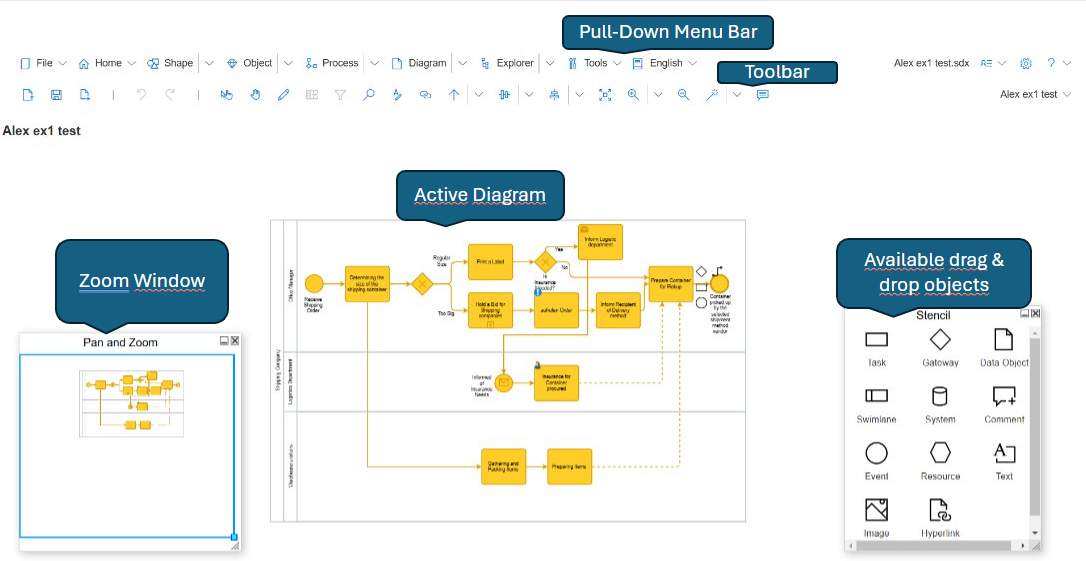 Pull-Down Menu Bar
File Home Shape Object Process Diagram Explorer Tools English Alex ex1 test.sdx ?
Toolbar
Alex ex1 test
Alex ex1 test
Active Diagram
Zoom Window
Available drag &
drop objects
Pan and Zoom
Shipping Company
Office Manager
Receive
Shipping
Order
Determining the
size of the
shipping container
Regular
Size
Too Big
Print a Label
Hold a Bid for
Shipping
companies
Is
Insurance
Needed?
Yes
No
Inform Logistic
department
aufrufen Order
Inform Recipient
of Delivery
method
Prepare Container
for Pickup
Container
picked up
by the
selected
shipment
method
vendor
Logistics Department
Informed
of
Insurance
Needs
Insurance for
Container
procured
Warehouse workers
Gathering and
Packing Items
Preparing Items
Stencil
Task Gateway Data Object
Swimlane System Comment
Event Resource Text
Image Hyperlink